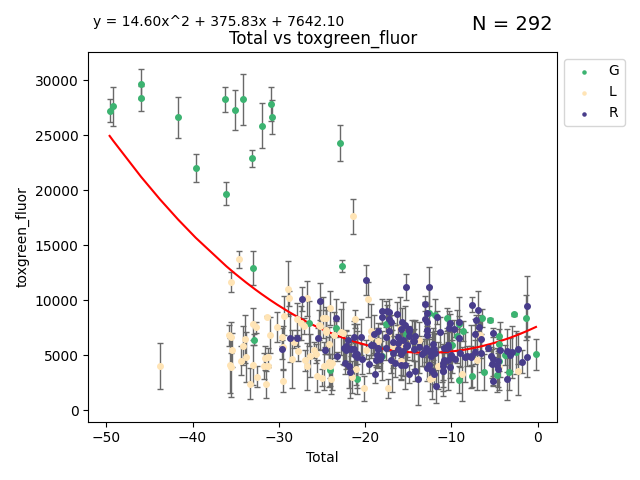 y = 14.60x^2 + 375.83x + 7642.10
N = 292
Total vs toxgreen_fluor
30000
25000
20000
15000
10000
5000
0
toxgreen_fluor
−50
−40
−30
−20
−10
0
Total
G
L
R